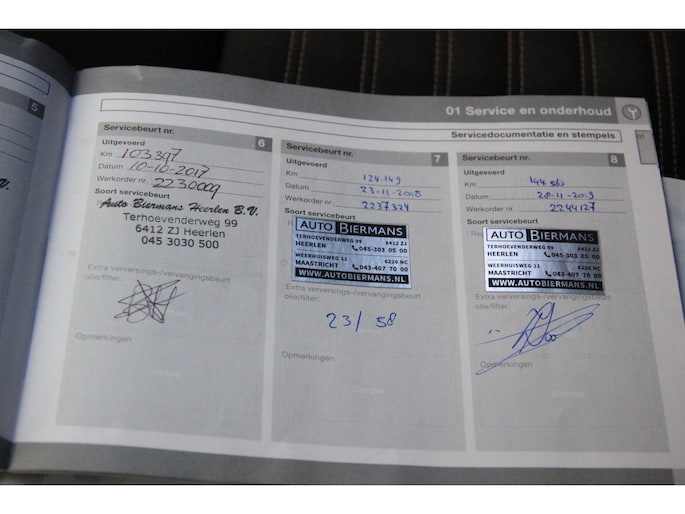 5
01 Service en onderhoud
Servicedocumentatie en stempels
01
Servicebeurt nr. 6
Uitgevoerd
Km 103397
Datum 10-10-2017
Werkorder nr. 2230009
Soort servicebeurt
Auto Biermans Heerlen B.V.
Terhoevenderweg 99
6412 ZJ Heerlen
045 3030 500
Extra verversings-/vervangingsbeurt
olie/filter:
Opmerkingen
Servicebeurt nr. 7
Uitgevoerd
Km 124.149
Datum 23-11-2018
Werkorder nr. 2237324
Soort servicebeurt
AUTO BIERMANS
TERHOEVENDERWEG 99 6412 ZJ
HEERLEN 045-303 05 00
WEERHUISWEG 11 6226 NC
MAASTRICHT 043-407 70 00
WWW.AUTOBIERMANS.NL
Extra verversings-/vervangingsbeurt
olie/filter:
23/ 58
Opmerkingen
Servicebeurt nr. 8
Uitgevoerd
Km 144 563
Datum 28-11-2019
Werkorder nr. 2244127
Soort servicebeurt
AUTO BIERMANS
TERHOEVENDERWEG 99 6412 ZJ
HEERLEN 045-303 05 00
WEERHUISWEG 11 6226 NC
MAASTRICHT 043-407 70 00
WWW.AUTOBIERMANS.NL
Extra verversings-/vervangingsbeurt
olie/filter:
Opmerkingen